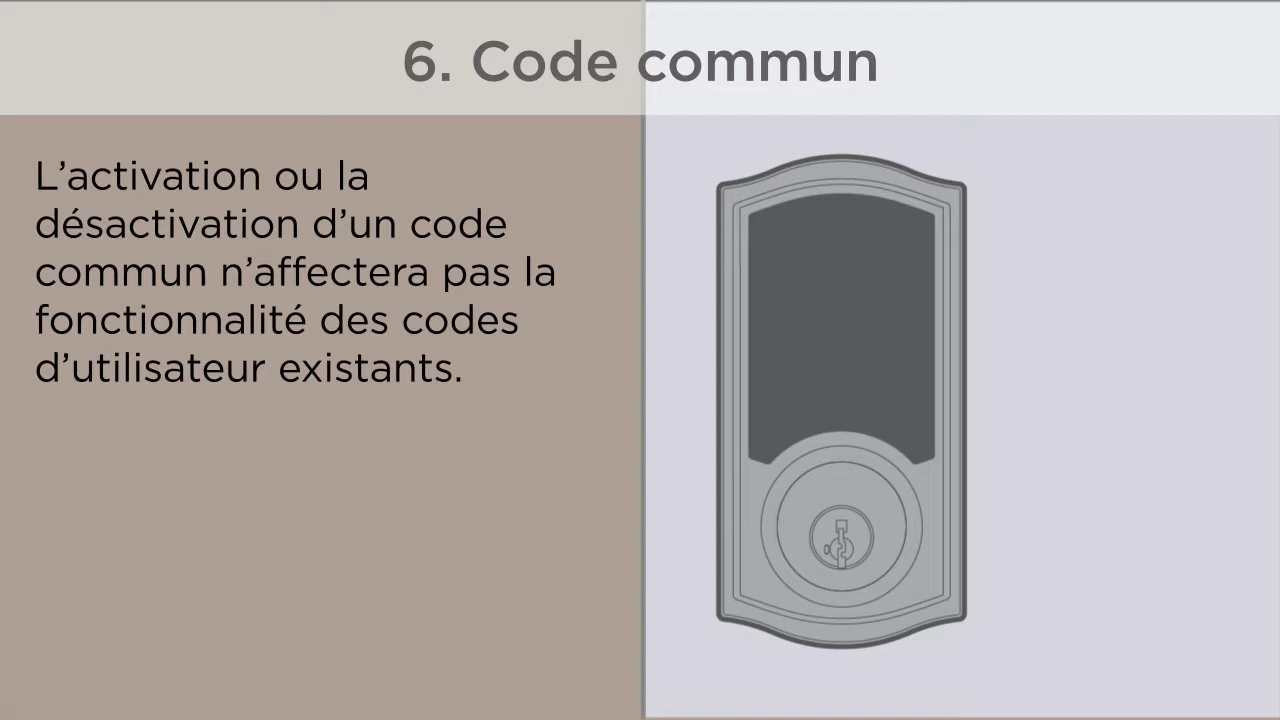 6. Code commun
L’activation ou la
désactivation d’un code
commun n’affectera pas la
fonctionnalité des codes
d’utilisateur existants.